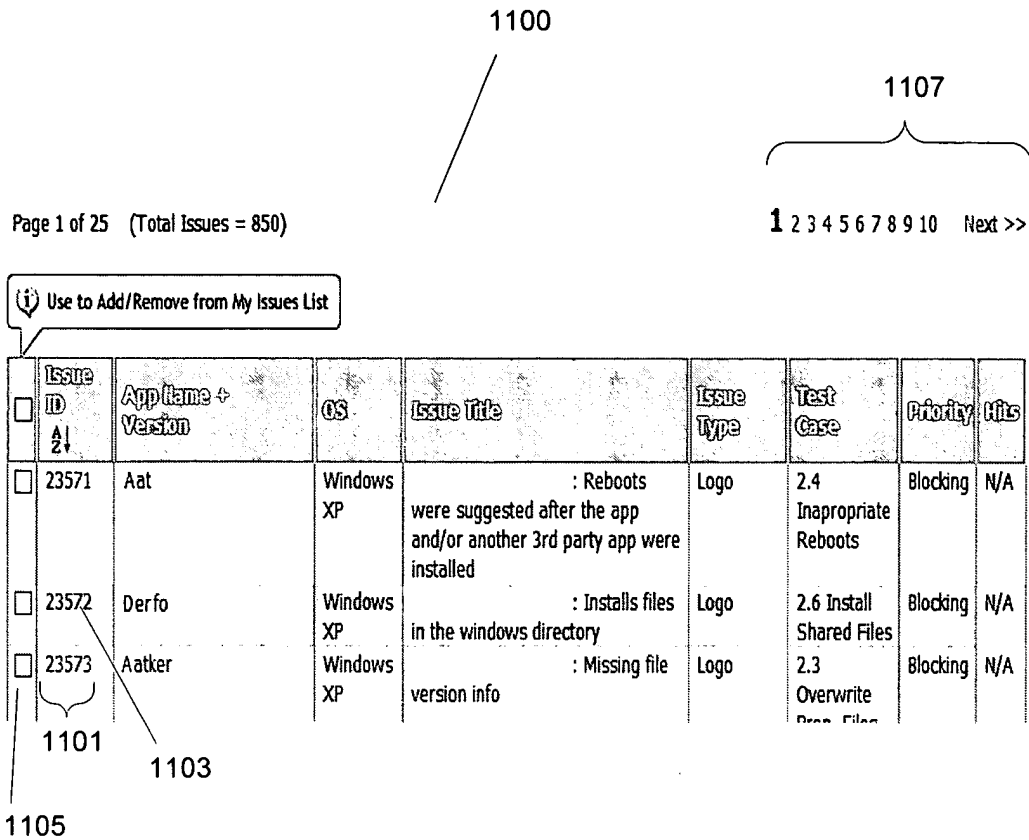 1100
1107
Page 1 of 25 (Total Issues = 850)
1 2 3 4 5 6 7 8 9 10 Next >>
Use to Add/Remove from My Issues List
Issue ID
App Name + Version
OS
Issue Title
Issue Type
Test Case
Priority
Hits
23571 Aat Windows XP : Reboots were suggested after the app and/or another 3rd party app were installed Logo 2.4 Inapropriate Reboots Blocking N/A
23572 Derfo Windows XP : Installs files in the windows directory Logo 2.6 Install Shared Files Blocking N/A
23573 Aatker Windows XP : Missing file version info Logo 2.3 Overwrite Blocking N/A
1101
1103
1105